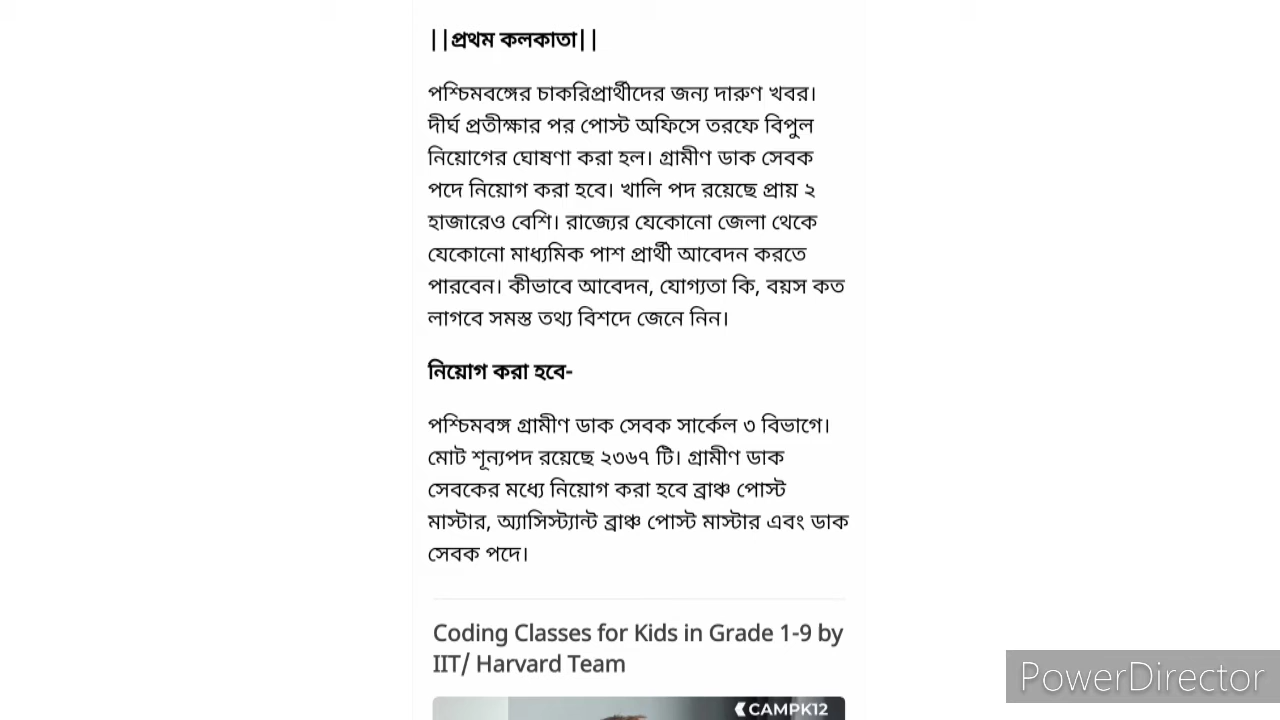 ||প্রথম কলকাতা||
পশ্চিমবঙ্গের চাকরিপ্রার্থীদের জন্য দারুণ খবর।
দীর্ঘ প্রতীক্ষার পর পোস্ট অফিসে তরফে বিপুল
নিয়োগের ঘোষণা করা হল। গ্রামীণ ডাক সেবক
পদে নিয়োগ করা হবে। খালি পদ রয়েছে প্রায় ২
হাজারেও বেশি। রাজ্যের যেকোনো জেলা থেকে
যেকোনো মাধ্যমিক পাশ প্রার্থী আবেদন করতে
পারবেন। কীভাবে আবেদন, যোগ্যতা কি, বয়স কত
লাগবে সমস্ত তথ্য বিশদে জেনে নিন।
নিয়োগ করা হবে-
পশ্চিমবঙ্গ গ্রামীণ ডাক সেবক সার্কেল ৩ বিভাগে।
মোট শূন্যপদ রয়েছে ২৩৬৭ টি। গ্রামীণ ডাক
সেবকের মধ্যে নিয়োগ করা হবে ব্রাঞ্চ পোস্ট
মাস্টার, অ্যাসিস্ট্যান্ট ব্রাঞ্চ পোস্ট মাস্টার এবং ডাক
সেবক পদে।
Coding Classes for Kids in Grade 1-9 by
IIT/ Harvard Team
CAMPK12
PowerDirector